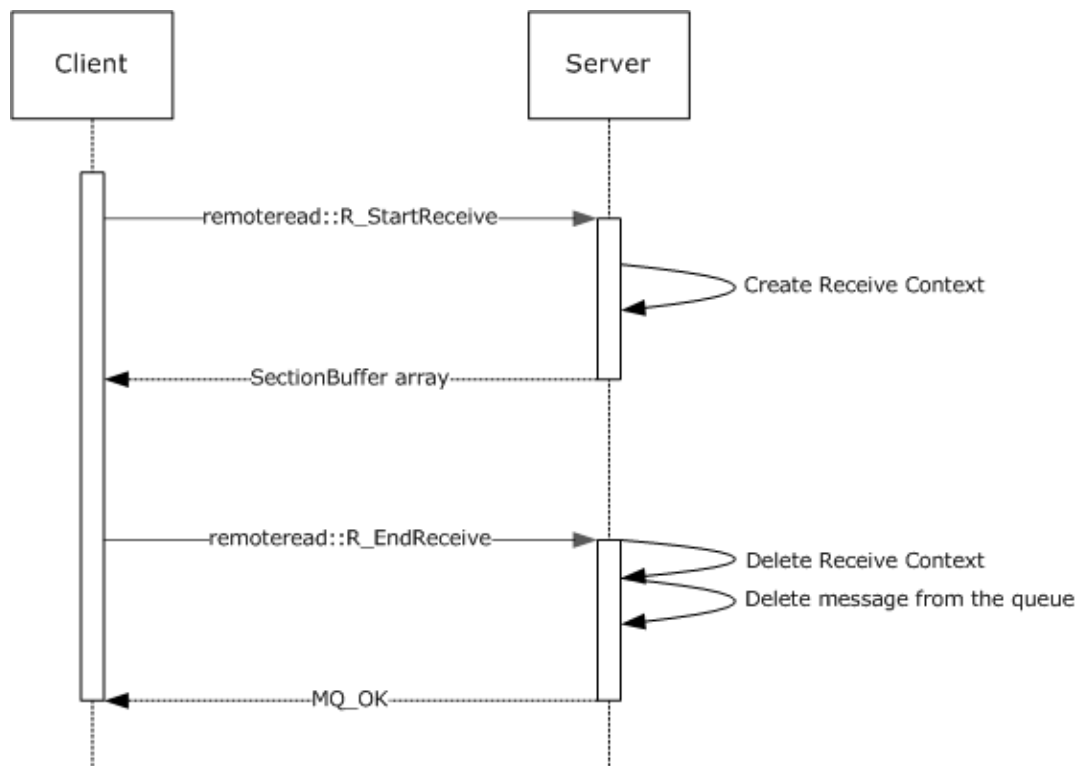 Client
Server
remoteread::R_StartReceive
Create Receive Context
SectionBuffer array
remoteread::R_EndReceive
Delete Receive Context
Delete message from the queue
MQ_OK